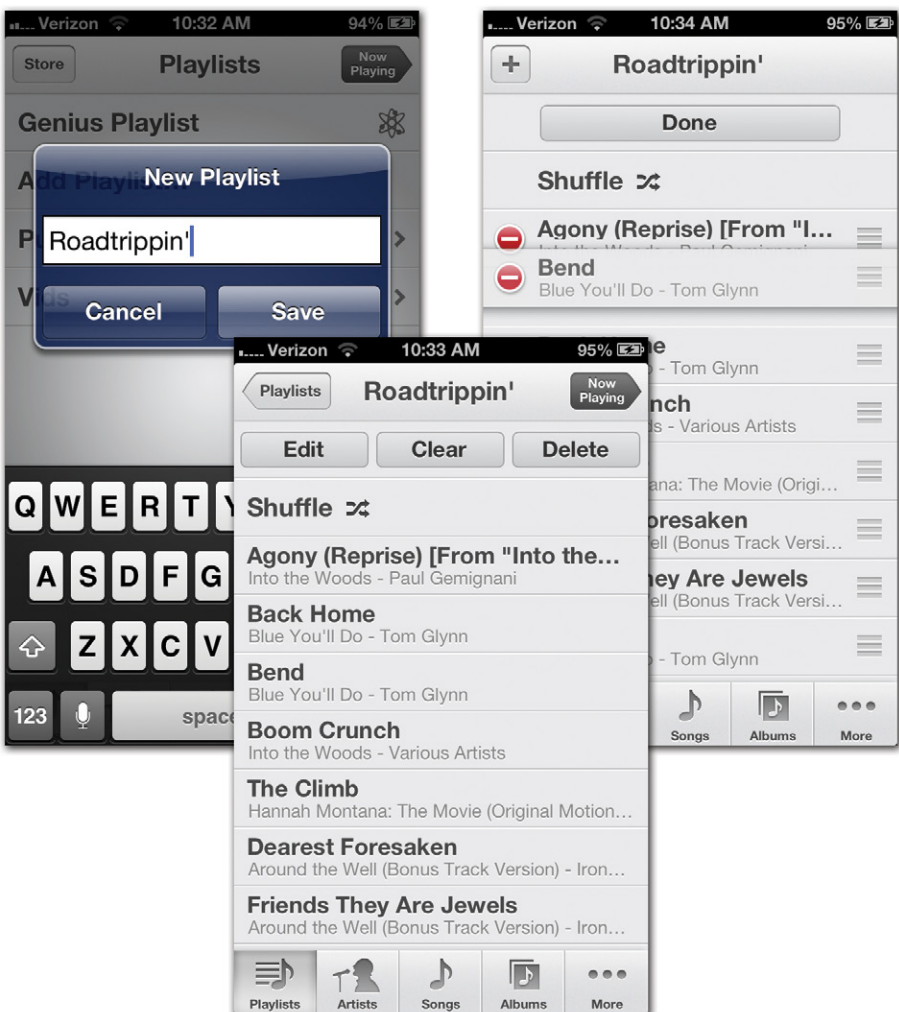 Verizon 10:32 AM 94%
Store Playlists Now Playing
Genius Playlist
New Playlist
Roadtrippin'
Cancel Save
Q W E R T Y
A S D F G
Z X C V
123 space
Verizon 10:34 AM 95%
+ Roadtrippin'
Done
Shuffle
Agony (Reprise) [From "I...
Bend
Blue You'll Do - Tom Glynn
- Tom Glynn
- Various Artists
ana: The Movie (Origi...
(Bonus Track Versi...
They Are Jewels
(Bonus Track Versi...
- Tom Glynn
Songs Albums More
Verizon 10:33 AM 95%
Playlists Roadtrippin' Now Playing
Edit Clear Delete
Shuffle
Agony (Reprise) [From "Into the...
Into the Woods - Paul Gemignani
Back Home
Blue You'll Do - Tom Glynn
Bend
Blue You'll Do - Tom Glynn
Boom Crunch
Into the Woods - Various Artists
The Climb
Hannah Montana: The Movie (Original Motion...
Dearest Foresaken
Around the Well (Bonus Track Version) - Iron...
Friends They Are Jewels
Around the Well (Bonus Track Version) - Iron...
Playlists Artists Songs Albums More